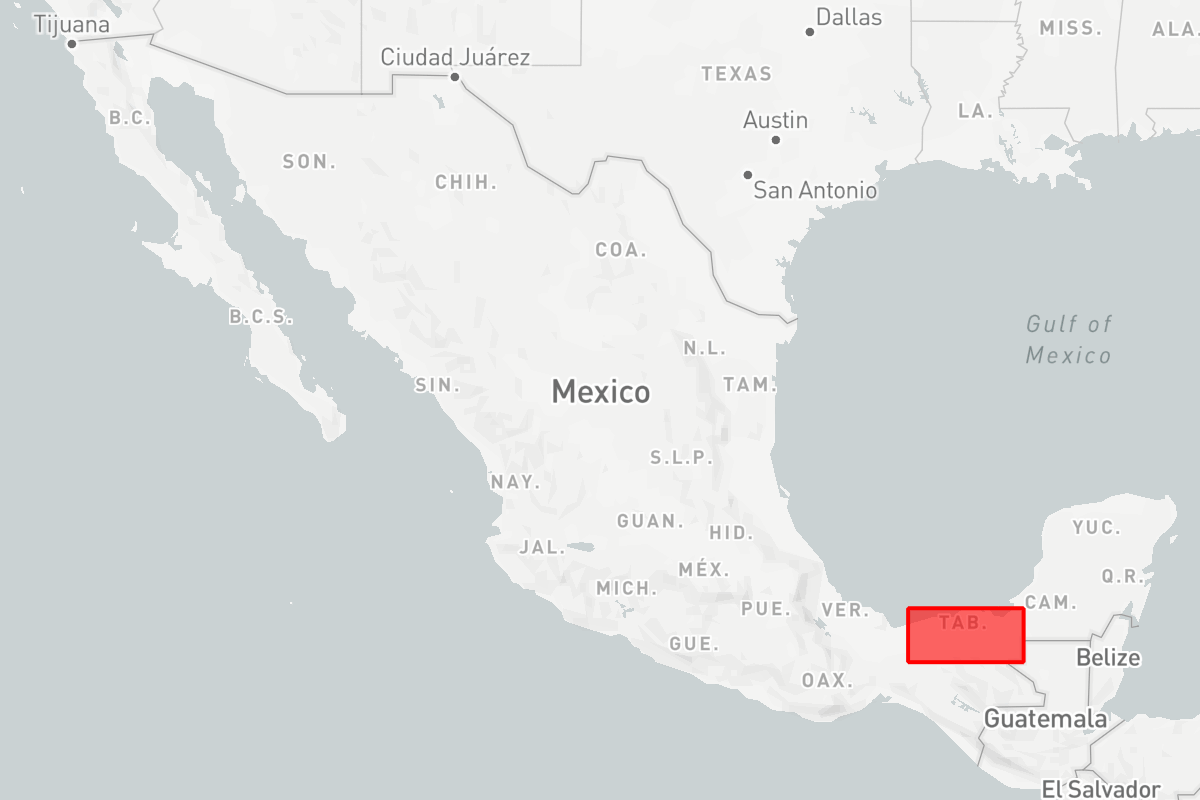 Tijuana
Dallas
MISS.
ALA.
Ciudad Juárez
TEXAS
B.C.
LA.
Austin
SON.
CHIH.
San Antonio
COA.
B.C.S.
Gulf of
Mexico
N.L.
SIN.
Mexico
TAM.
S.L.P.
NAY.
GUAN.
HID.
YUC.
JAL.
MÉX.
Q.R.
MICH.
PUE.
VER.
CAM.
TAB.
GUE.
Belize
OAX.
Guatemala
El Salvador